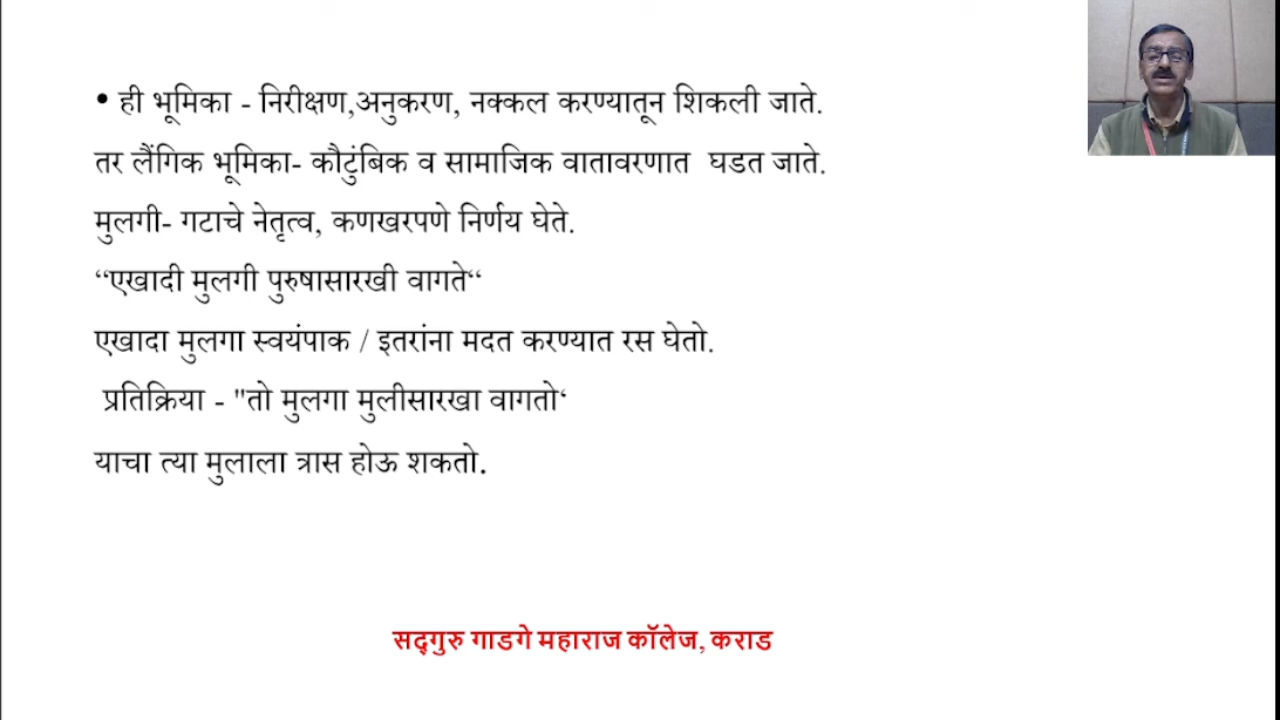 • ही भूमिका - निरीक्षण,अनुकरण, नक्कल करण्यातून शिकली जाते.
तर लैंगिक भूमिका- कौटुंबिक व सामाजिक वातावरणात  घडत जाते.
मुलगी- गटाचे नेतृत्व, कणखरपणे निर्णय घेते.
“एखादी मुलगी पुरुषासारखी वागते“
एखादा मुलगा स्वयंपाक / इतरांना मदत करण्यात रस घेतो.
प्रतिक्रिया - "तो मुलगा मुलीसारखा वागतो‘
याचा त्या मुलाला त्रास होऊ शकतो.
सद्गुरु गाडगे महाराज कॉलेज, कराड